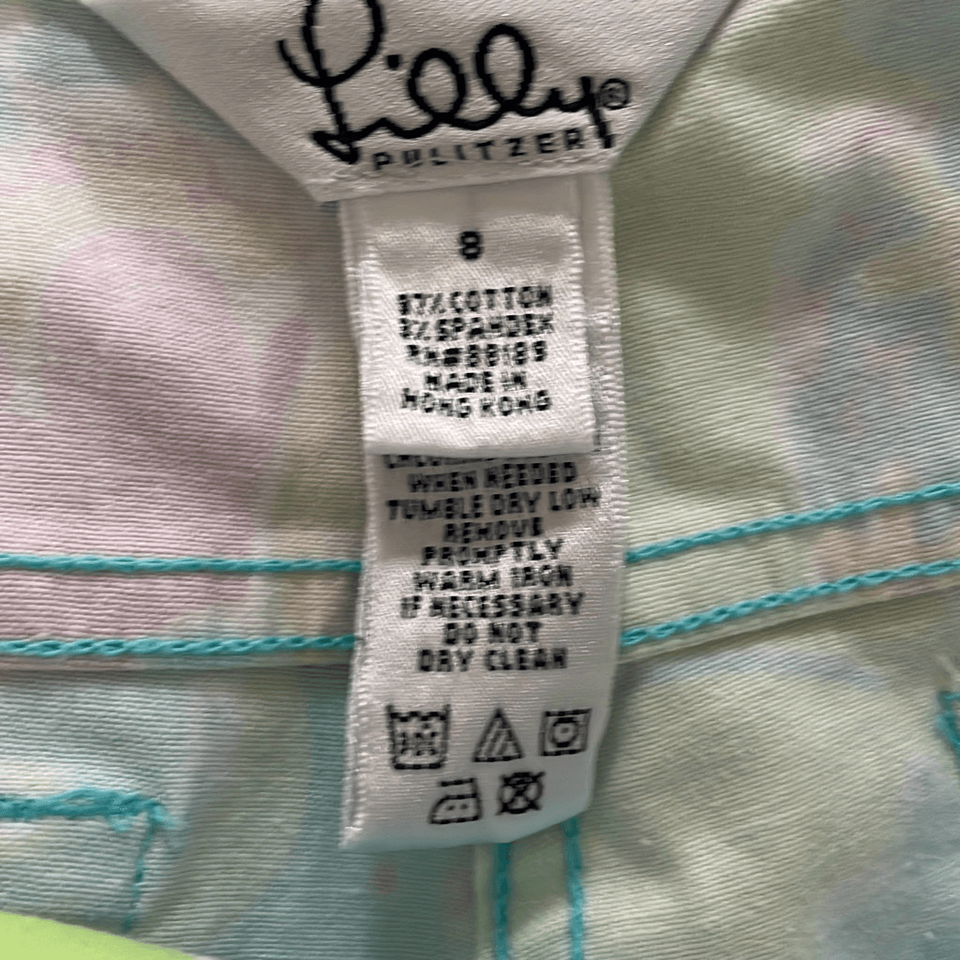 Lilly®
PULITZER
8
97% COTTON
3% SPANDEX
RN#88189
MADE IN
HONG KONG
WHEN NEEDED
TUMBLE DRY LOW
REMOVE
PROMPTLY
WARM IRON
IF NECESSARY
DO NOT
DRY CLEAN
30C